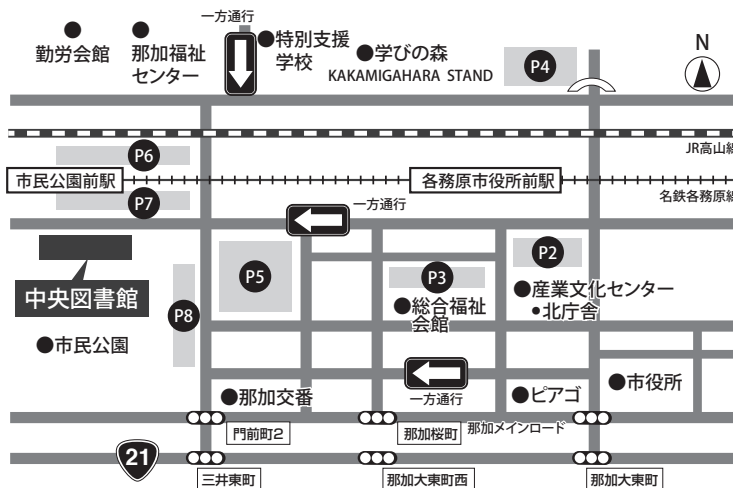 一方通行
勤労会館
那加福祉
センター
特別支援
学校
学びの森
KAKAMIGAHARA STAND
P4
N
JR高山線
P6
市民公園前駅
各務原市役所前駅
名鉄各務原線
P7
一方通行
中央図書館
P5
P3
P2
産業文化センター
北庁舎
総合福祉
会館
P8
市民公園
那加交番
一方通行
ピアゴ
市役所
門前町2
那加桜町
那加メインロード
21
三井東町
那加大東町西
那加大東町